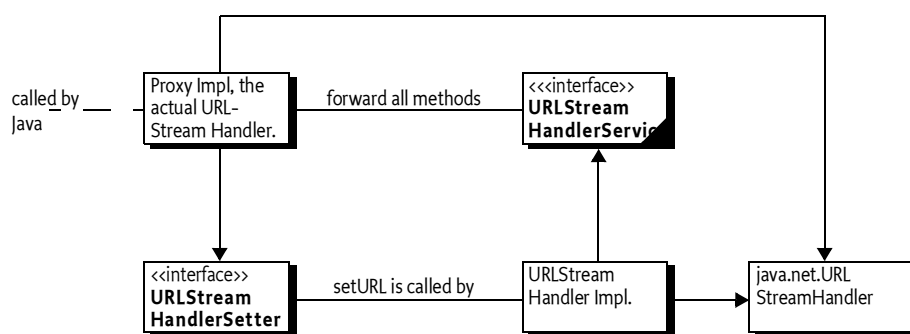 called by
Java
Proxy Impl, the
actual URL-
Stream Handler.
forward all methods
<<<interface>>
URLStream
HandlerServic
<<interface>>
URLStream
HandlerSetter
setURL is called by
URLStream
Handler Impl.
java.net.URL
StreamHandler